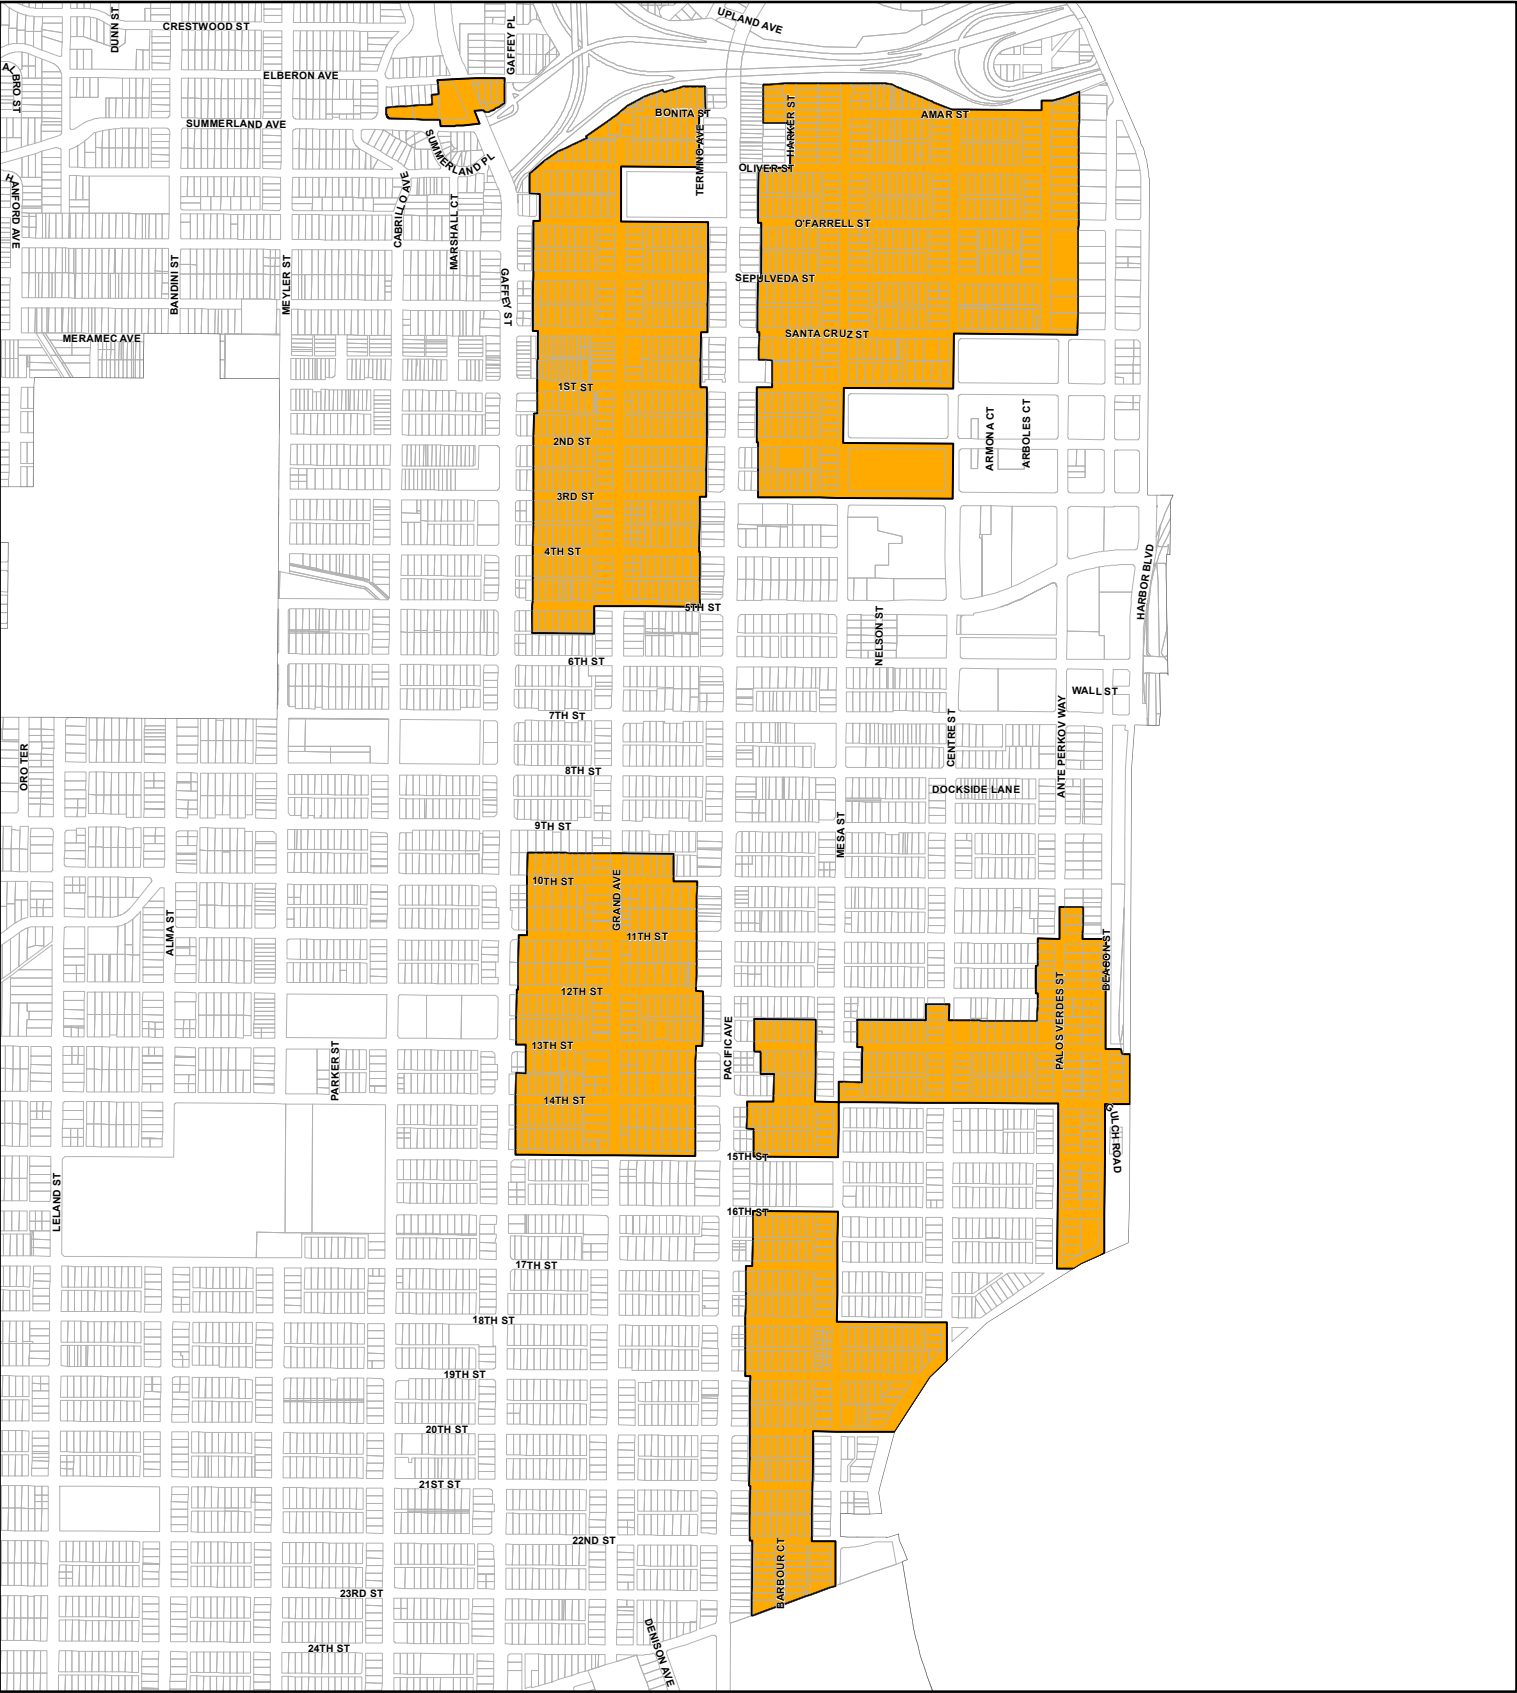 UPLAND AVE
DUNN ST
CRESTWOOD ST
GAFFEY PL
ELBERON AVE
BRO ST
SUMMERLAND AVE
BONITA ST
HARKER ST
AMAR ST
SUMMERLAND PL
TERMINO AVE
OLIVER ST
HANFORD AVE
CABRILLO AVE
MARSHALL CT
O'FARRELL ST
BANDINI ST
MEYLER ST
GAFFEY ST
SEPULVEDA ST
MERAMEC AVE
SANTA CRUZ ST
1ST ST
ARMONA CT
ARBOLES CT
2ND ST
3RD ST
4TH ST
HARBOR BLVD
5TH ST
NELSON ST
6TH ST
WALL ST
7TH ST
CENTRE ST
ANTE PERKOV WAY
ORO TER
8TH ST
DOCKSIDE LANE
9TH ST
MESA ST
10TH ST
GRAND AVE
ALMA ST
11TH ST
BEACON ST
12TH ST
PALOS VERDES ST
13TH ST
PACIFIC AVE
PARKER ST
14TH ST
GULCH ROAD
15TH ST
LELAND ST
16TH ST
17TH ST
18TH ST
19TH ST
20TH ST
21ST ST
22ND ST
BARBOUR CT
23RD ST
DENISON AVE
24TH ST